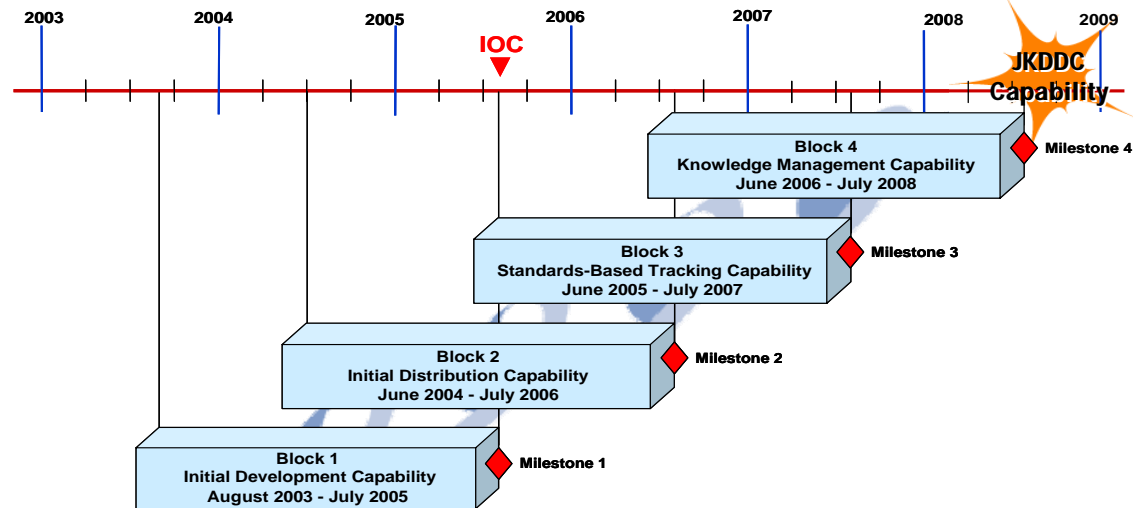 2003
2004
2005
2006
2007
2008
2009
IOC
JKDDC
Capability
Block 4
Knowledge Management Capability
June 2006 - July 2008
Milestone 4
Block 3
Standards-Based Tracking Capability
June 2005 - July 2007
Milestone 3
Block 2
Initial Distribution Capability
June 2004 - July 2006
Milestone 2
Block 1
Initial Development Capability
August 2003 - July 2005
Milestone 1